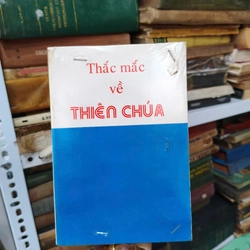 Thắc mắc
về
THIÊN CHÚA